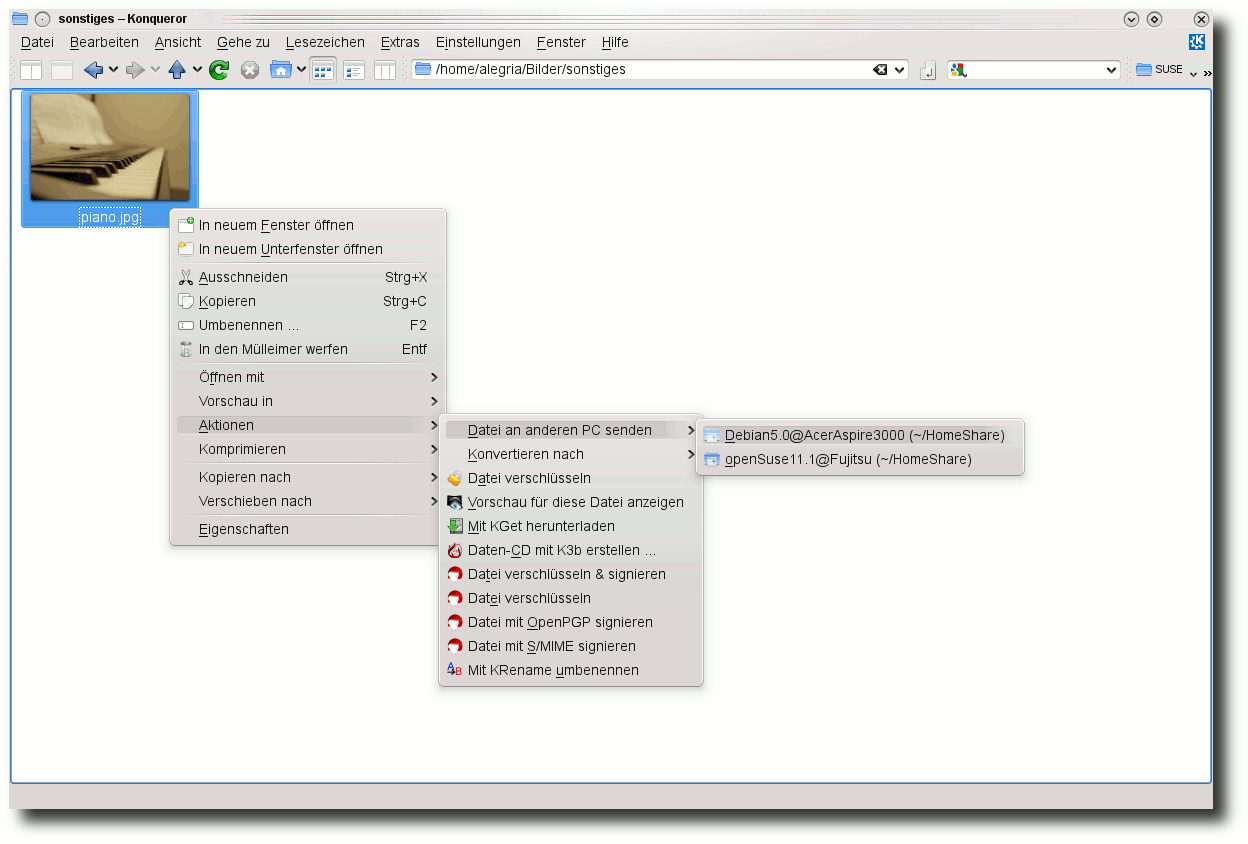 sonstiges – Konqueror
Datei Bearbeiten Ansicht Gehe zu Lesezeichen Extras Einstellungen Fenster Hilfe
/home/alegria/Bilder/sonstiges SUSE »
piano.jpg
In neuem Fenster öffnen
In neuem Unterfenster öffnen
Ausschneiden Strg+X
Kopieren Strg+C
Umbenennen ... F2
In den Mülleimer werfen Entf
Öffnen mit
Vorschau in
Aktionen
Komprimieren
Kopieren nach
Verschieben nach
Eigenschaften
Datei an anderen PC senden
Konvertieren nach
Datei verschlüsseln
Vorschau für diese Datei anzeigen
Mit KGet herunterladen
Daten-CD mit K3b erstellen ...
Datei verschlüsseln & signieren
Datei verschlüsseln
Datei mit OpenPGP signieren
Datei mit S/MIME signieren
Mit KRename umbenennen
Debian5.0@AcerAspire3000 (~/HomeShare)
openSuse11.1@Fujitsu (~/HomeShare)